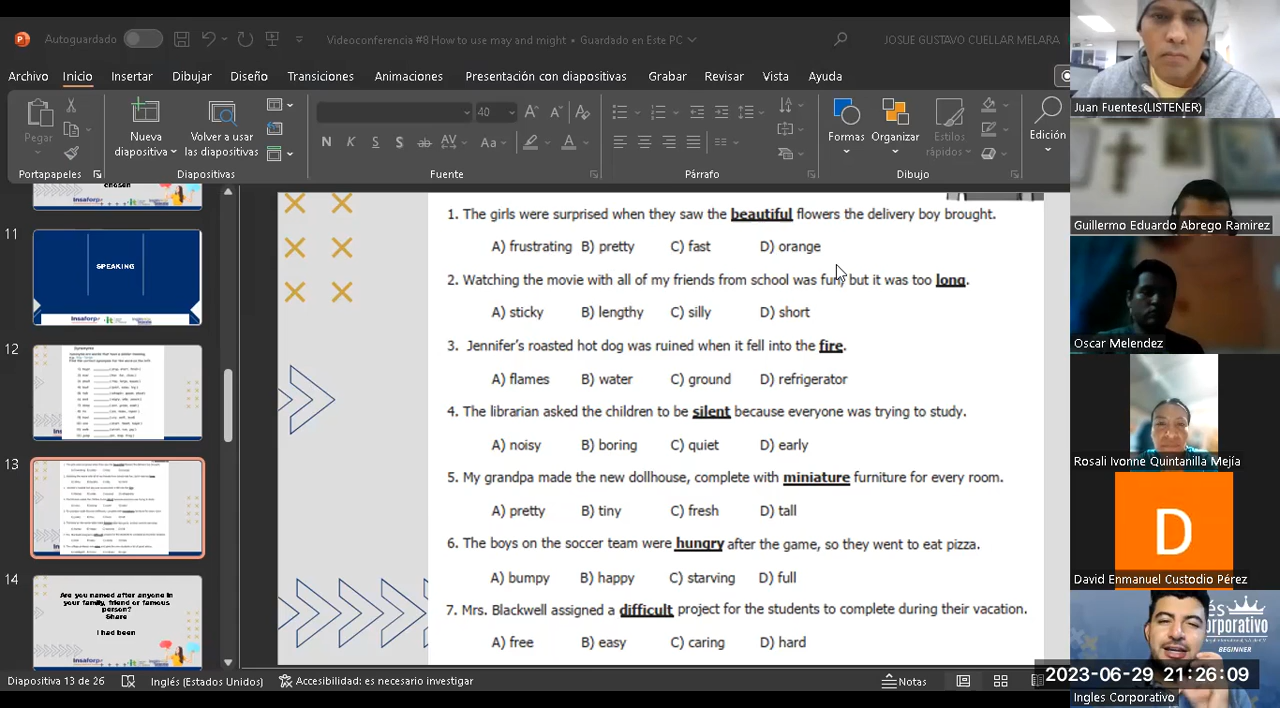 Autoguardado
Videoconferencia #8 How to use may and might • Guardado en Este PC
JOSUE GUSTAVO CUELLAR MELARA
Archivo Inicio Insertar Dibujar Diseño Transiciones Animaciones Presentación con diapositivas Grabar Revisar Vista Ayuda
Pegar
Nueva diapositiva
Volver a usar las diapositivas
40
N K S S ab AV Aa A
Formas
Organizar
Estilos rápidos
Edición
Portapapeles Diapositivas Fuente Párrafo Dibujo
chosen
Insaforp
11
SPEAKING
Insaforp
12
Synonyms
13
14
Are you named after anyone in
your family, friend or famous
person?
Share
I had been
1. The girls were surprised when they saw the beautiful flowers the delivery boy brought.
A) frustrating B) pretty C) fast D) orange
2. Watching the movie with all of my friends from school was fun, but it was too long.
A) sticky B) lengthy C) silly D) short
3. Jennifer's roasted hot dog was ruined when it fell into the fire.
A) flames B) water C) ground D) refrigerator
4. The librarian asked the children to be silent because everyone was trying to study.
A) noisy B) boring C) quiet D) early
5. My grandpa made the new dollhouse, complete with miniature furniture for every room.
A) pretty B) tiny C) fresh D) tall
6. The boys on the soccer team were hungry after the game, so they went to eat pizza.
A) bumpy B) happy C) starving D) full
7. Mrs. Blackwell assigned a difficult project for the students to complete during their vacation.
A) free B) easy C) caring D) hard
Diapositiva 13 de 26 Inglés (Estados Unidos) Accesibilidad: es necesario investigar Notas
Juan Fuentes(LISTENER)
Guillermo Eduardo Abrego Ramirez
Oscar Melendez
Rosali Ivonne Quintanilla Mejía
D
David Enmanuel Custodio Pérez
és
orporativo
BEGINNER
2023-06-29 21:26:09
Ingles Corporativo